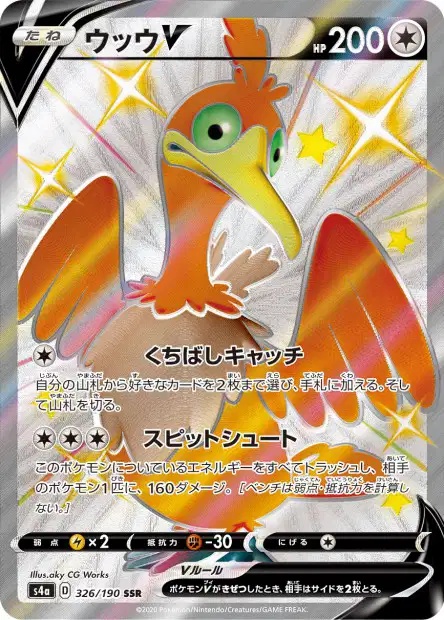 たね ウッウV HP 200
くちばしキャッチ
自分の山札から好きなカードを2枚まで選び、手札に加える。そし
て山札を切る。
スピットシュート
このポケモンについているエネルギーをすべてトラッシュし、相手
のポケモン1匹に、160ダメージ。[ベンチは弱点・抵抗力を計算し
ない。]
弱点 ×2 抵抗力 -30 にげる
Illus.aky CG Works
Vルール
s4a D 326/190 SSR ポケモンVがきぜつしたとき、相手はサイドを2枚とる。
©2020 Pokémon/Nintendo/Creatures/GAME FREAK.